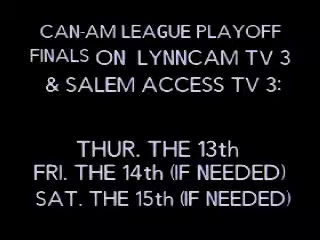 CAN-AM LEAGUE PLAYOFF
FINALS ON LYNNCAM TV 3
& SALEM ACCESS TV 3:
THUR. THE 13th
FRI. THE 14th (IF NEEDED)
SAT. THE 15th (IF NEEDED)